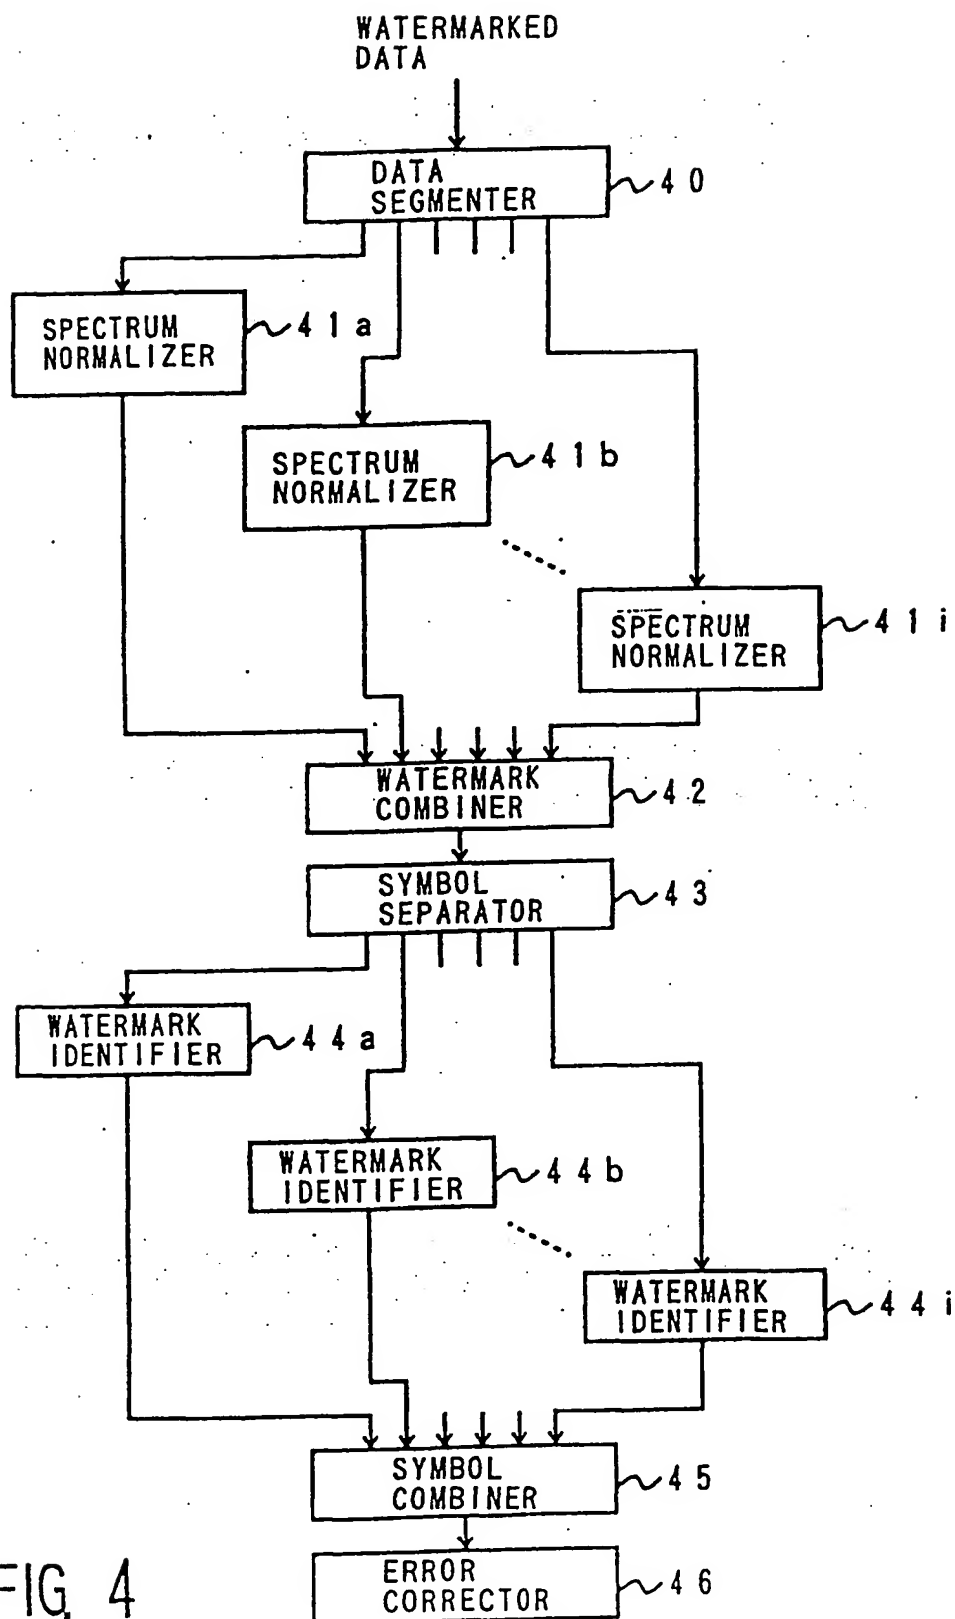 WATERMARKED
DATA
DATA
SEGMENTER
40
SPECTRUM
NORMALIZER
41a
SPECTRUM
NORMALIZER
41b
SPECTRUM
NORMALIZER
41i
WATERMARK
COMBINER
42
SYMBOL
SEPARATOR
43
WATERMARK
IDENTIFIER
44a
WATERMARK
IDENTIFIER
44b
WATERMARK
IDENTIFIER
44i
SYMBOL
COMBINER
45
ERROR
CORRECTOR
46
FIG. 4